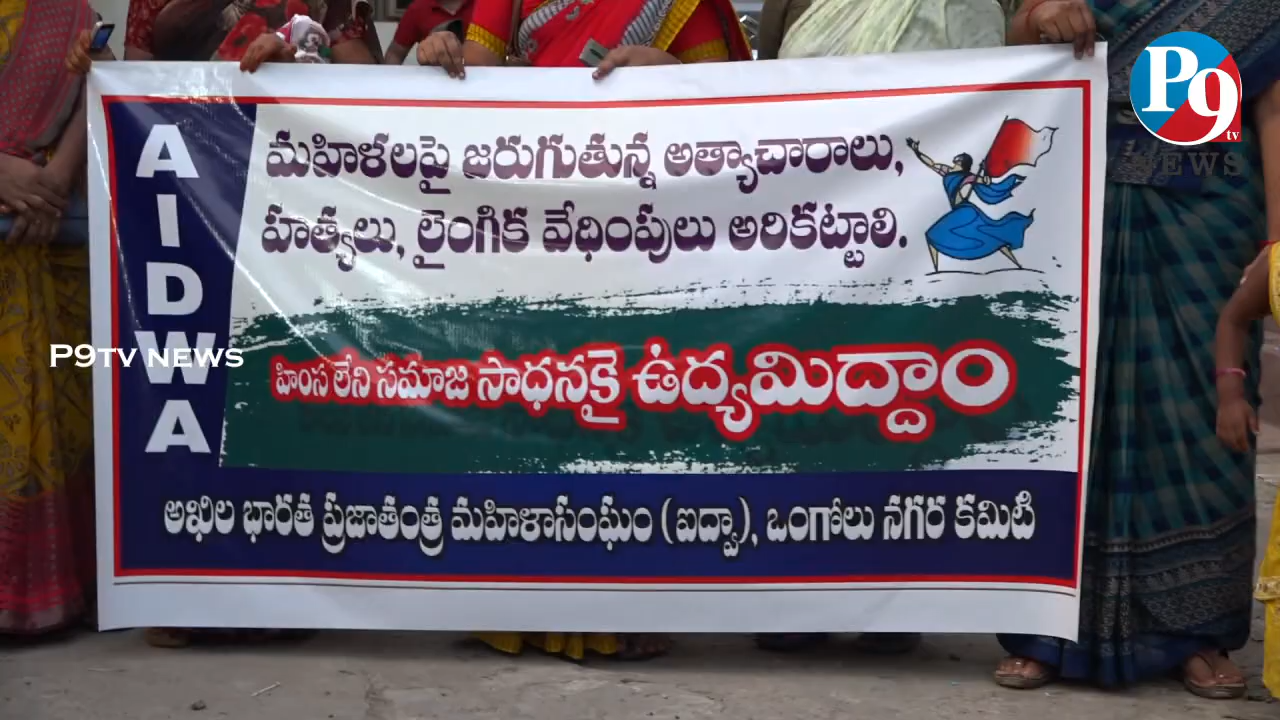 P9
tv
NEWS
AIDWA
మహిళలపై జరుగుతున్న అత్యాచారాలు,
హత్యలు, లైంగిక వేధింపులు అరికట్టాలి.
P9TV NEWS
హింస లేని సమాజ సాధనకై ఉద్యమిద్దాం
అఖిల భారత ప్రజాతంత్ర మహిళాసంఘం (ఐద్వా), ఒంగోలు నగర కమిటి